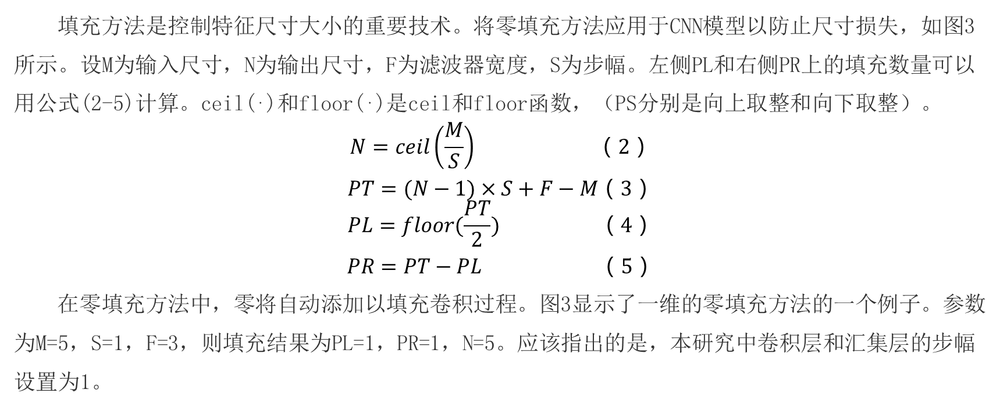 填充方法是控制特征尺寸大小的重要技术。将零填充方法应用于CNN模型以防止尺寸损失，如图3
所示。设M为输入尺寸，N为输出尺寸，F为滤波器宽度，S为步幅。左侧PL和右侧PR上的填充数量可以
用公式(2-5)计算。ceil(·)和floor(·)是ceil和floor函数，（PS分别是向上取整和向下取整）。
N = ceil(M/S) （2）
PT = (N − 1) × S + F − M（3）
PL = floor(PT/2) （4）
PR = PT − PL （5）
在零填充方法中，零将自动添加以填充卷积过程。图3显示了一维的零填充方法的一个例子。参数
为M=5，S=1，F=3，则填充结果为PL=1，PR=1，N=5。应该指出的是，本研究中卷积层和汇集层的步幅
设置为1。